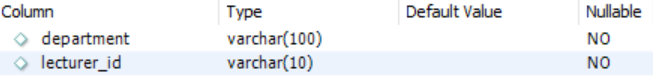 Column Type Default Value Nullable
department varchar(100) NO
lecturer_id varchar(10) NO